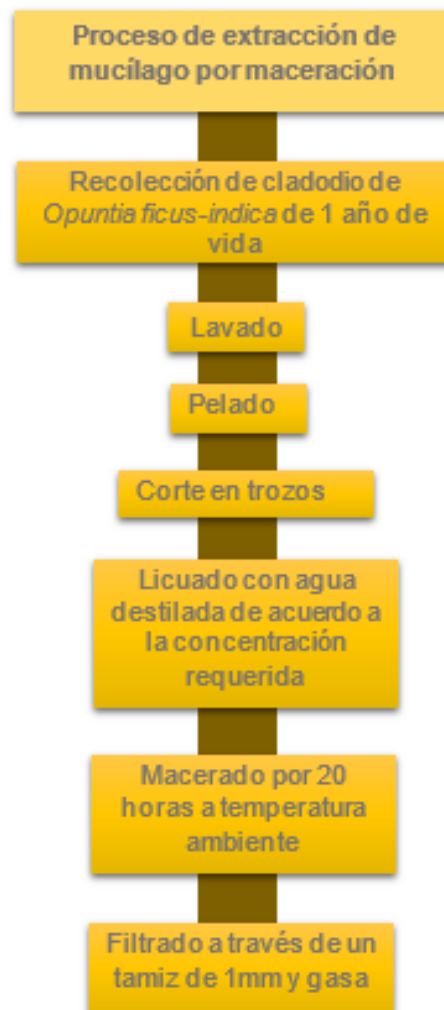 Proceso de extracción de
mucílago por maceración
Recolección de cladodio de
Opuntia ficus-indica de 1 año de
vida
Lavado
Pelado
Corte en trozos
Licuado con agua
destilada de acuerdo a
la concentración
requerida
Macerado por 20
horas a temperatura
ambiente
Filtrado a través de un
tamiz de 1mm y gasa